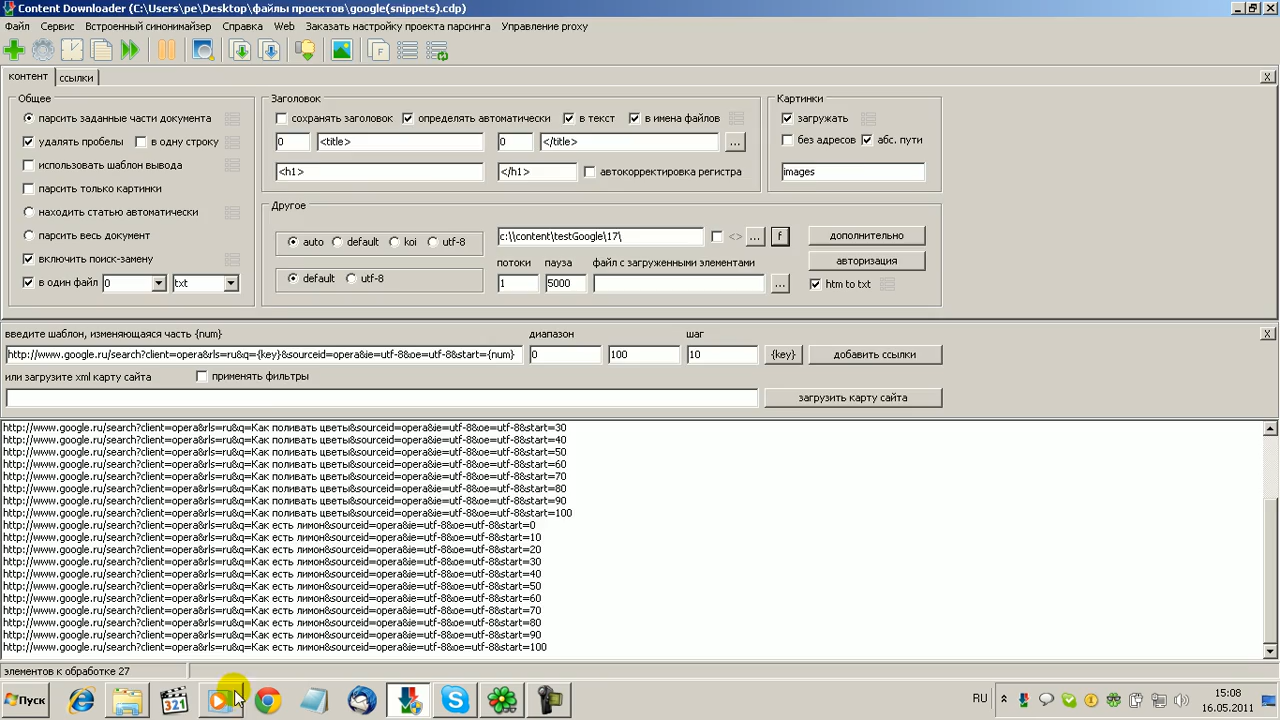 Content Downloader (C:\Users\pe\Desktop\файлы проектов\google(snippets).cdp)
Файл Сервис Встроенный синонимайзер Справка Web Заказать настройку проекта парсинга Управление proxy
контент ссылки X
Общее
парсить заданные части документа
удалять пробелы в одну строку
использовать шаблон вывода
парсить только картинки
находить статью автоматически
парсить весь документ
включить поиск-замену
в один файл 0 txt
Заголовок
сохранять заголовок определять автоматически в текст в имена файлов
0 <title> 0 </title> ...
<h1> </h1> автокорректировка регистра
Картинки
загружать
без адресов абс. пути
images
Другое
auto default koi utf-8 c:\\content\testGoogle\17\ <> ... f дополнительно
потоки пауза файл с загруженными элементами авторизация
default utf-8 1 5000 ... htm to txt
введите шаблон, изменяющаяся часть {num} диапазон шаг X
http://www.google.ru/search?client=opera&rls=ru&q={key}&sourceid=opera&ie=utf-8&oe=utf-8&start={num} 0 100 10 {key} добавить ссылки
или загрузите xml карту сайта применять фильтры
загрузить карту сайта
http://www.google.ru/search?client=opera&rls=ru&q=Как поливать цветы&sourceid=opera&ie=utf-8&oe=utf-8&start=30
http://www.google.ru/search?client=opera&rls=ru&q=Как поливать цветы&sourceid=opera&ie=utf-8&oe=utf-8&start=40
http://www.google.ru/search?client=opera&rls=ru&q=Как поливать цветы&sourceid=opera&ie=utf-8&oe=utf-8&start=50
http://www.google.ru/search?client=opera&rls=ru&q=Как поливать цветы&sourceid=opera&ie=utf-8&oe=utf-8&start=60
http://www.google.ru/search?client=opera&rls=ru&q=Как поливать цветы&sourceid=opera&ie=utf-8&oe=utf-8&start=70
http://www.google.ru/search?client=opera&rls=ru&q=Как поливать цветы&sourceid=opera&ie=utf-8&oe=utf-8&start=80
http://www.google.ru/search?client=opera&rls=ru&q=Как поливать цветы&sourceid=opera&ie=utf-8&oe=utf-8&start=90
http://www.google.ru/search?client=opera&rls=ru&q=Как поливать цветы&sourceid=opera&ie=utf-8&oe=utf-8&start=100
http://www.google.ru/search?client=opera&rls=ru&q=Как есть лимон&sourceid=opera&ie=utf-8&oe=utf-8&start=0
http://www.google.ru/search?client=opera&rls=ru&q=Как есть лимон&sourceid=opera&ie=utf-8&oe=utf-8&start=10
http://www.google.ru/search?client=opera&rls=ru&q=Как есть лимон&sourceid=opera&ie=utf-8&oe=utf-8&start=20
http://www.google.ru/search?client=opera&rls=ru&q=Как есть лимон&sourceid=opera&ie=utf-8&oe=utf-8&start=30
http://www.google.ru/search?client=opera&rls=ru&q=Как есть лимон&sourceid=opera&ie=utf-8&oe=utf-8&start=40
http://www.google.ru/search?client=opera&rls=ru&q=Как есть лимон&sourceid=opera&ie=utf-8&oe=utf-8&start=50
http://www.google.ru/search?client=opera&rls=ru&q=Как есть лимон&sourceid=opera&ie=utf-8&oe=utf-8&start=60
http://www.google.ru/search?client=opera&rls=ru&q=Как есть лимон&sourceid=opera&ie=utf-8&oe=utf-8&start=70
http://www.google.ru/search?client=opera&rls=ru&q=Как есть лимон&sourceid=opera&ie=utf-8&oe=utf-8&start=80
http://www.google.ru/search?client=opera&rls=ru&q=Как есть лимон&sourceid=opera&ie=utf-8&oe=utf-8&start=90
http://www.google.ru/search?client=opera&rls=ru&q=Как есть лимон&sourceid=opera&ie=utf-8&oe=utf-8&start=100
элементов к обработке 27
Пуск 321 RU 15:08
16.05.2011